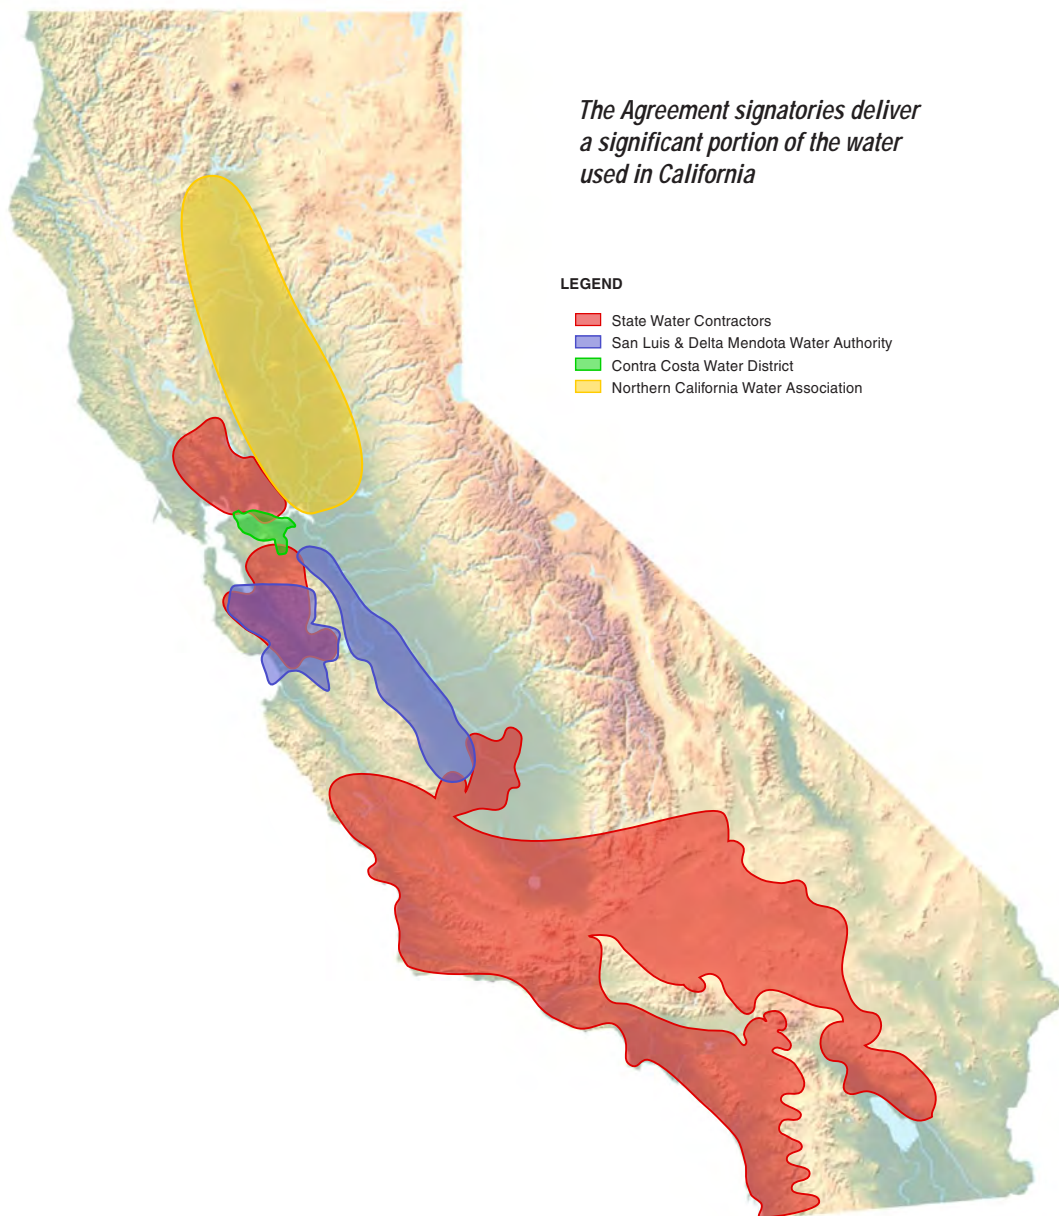 The Agreement signatories deliver
a significant portion of the water
used in California
LEGEND
State Water Contractors
San Luis & Delta Mendota Water Authority
Contra Costa Water District
Northern California Water Association